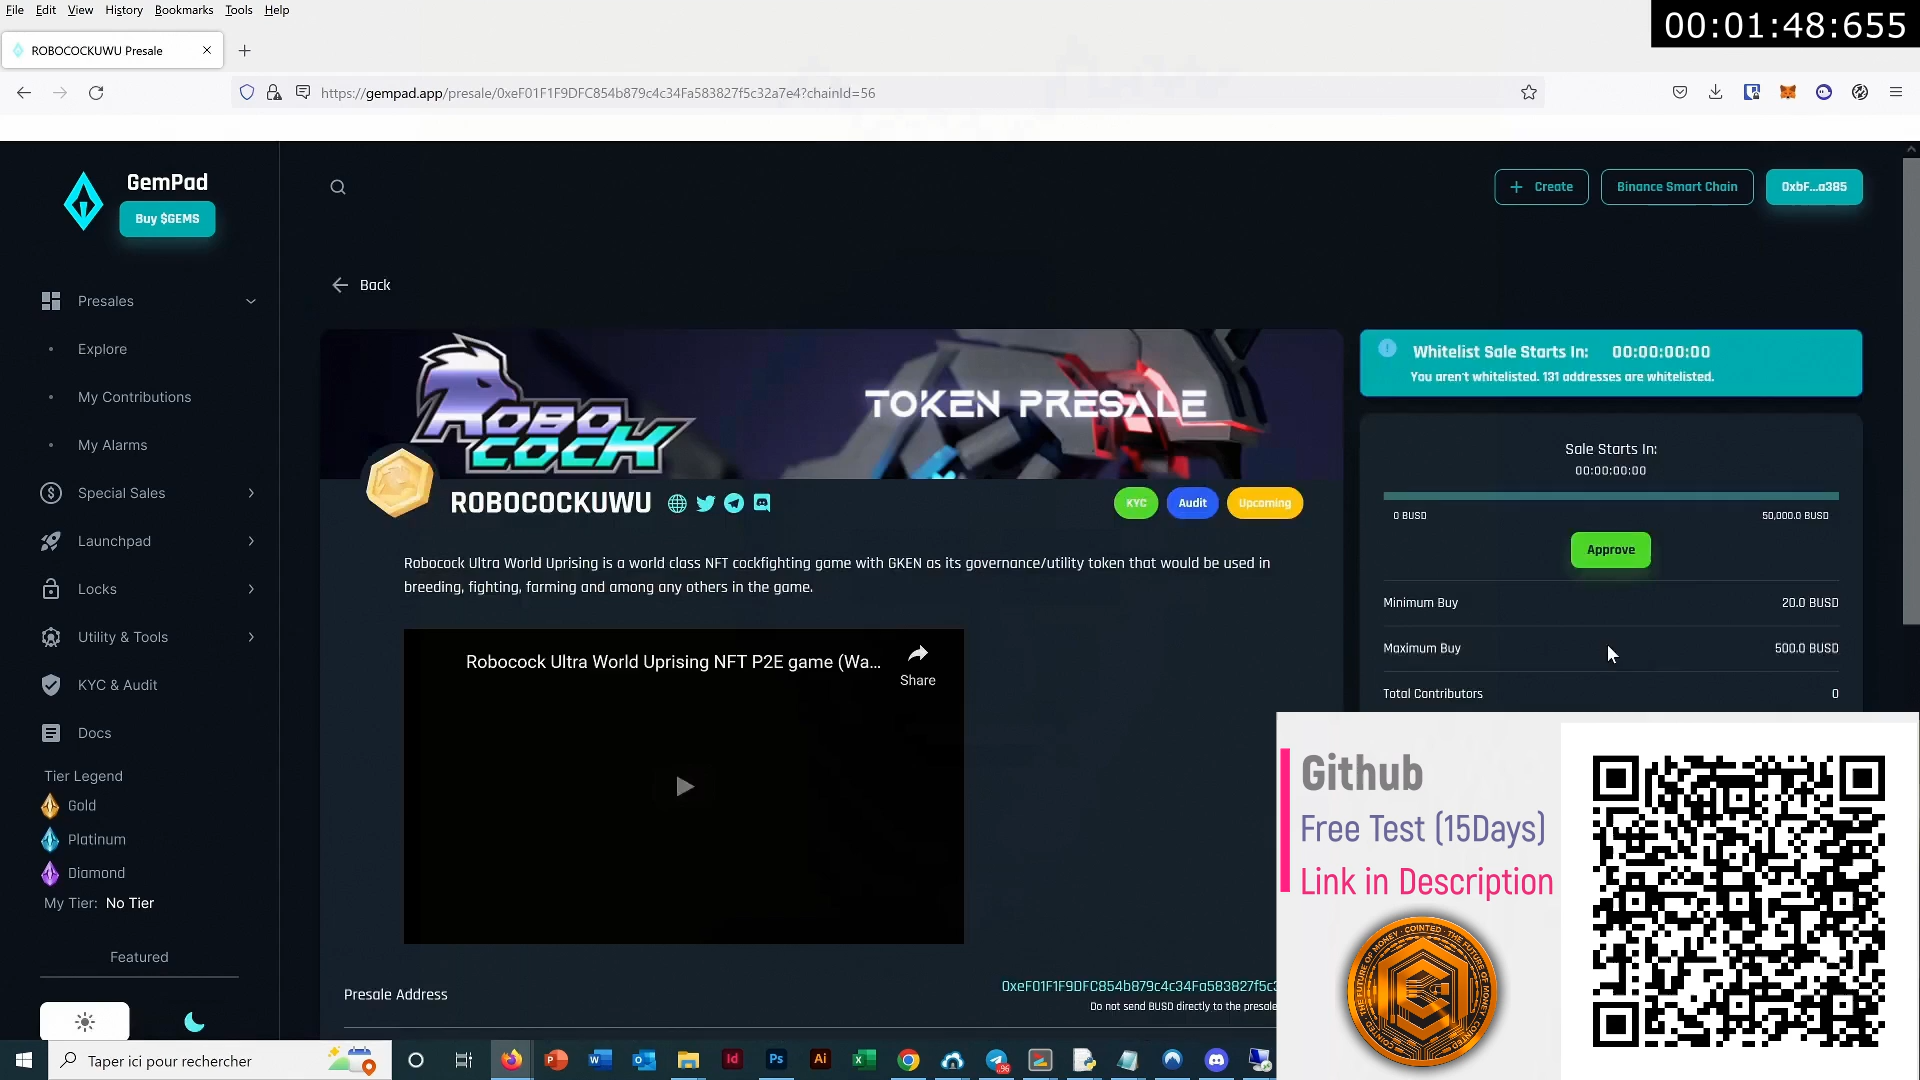 File Edit View History Bookmarks Tools Help
00:01:48:655
ROBOCOCKUWU Presale
https://gempad.app/presale/0xeF01F1F9DFC854b879c4c34Fa583827f5c32a7e4?chainId=56
GemPad
Buy $GEMS
Create
Binance Smart Chain
0xbF...a385
Presales
Explore
My Contributions
My Alarms
Special Sales
Launchpad
Locks
Utility & Tools
KYC & Audit
Docs
Tier Legend
Gold
Platinum
Diamond
My Tier: No Tier
Featured
Back
ROBO
COCK
TOKEN PRESALE
ROBOCOCKUWU
KYC
Audit
Upcoming
Robocock Ultra World Uprising is a world class NFT cockfighting game with GKEN as its governance/utility token that would be used in
breeding, fighting, farming and among any others in the game.
Robocock Ultra World Uprising NFT P2E game (Wa...
Share
Presale Address
0xeF01F1F9DFC854b879c4c34Fa583827f5c3
Do not send BUSD directly to the presale
Whitelist Sale Starts In: 00:00:00:00
You aren't whitelisted. 131 addresses are whitelisted.
Sale Starts In:
00:00:00:00
0 BUSD
50,000.0 BUSD
Approve
Minimum Buy
20.0 BUSD
Maximum Buy
500.0 BUSD
Total Contributors
0
Github
Free Test (15Days)
Link in Description
COINTED · THE FUTURE OF MONEY ·
Taper ici pour rechercher